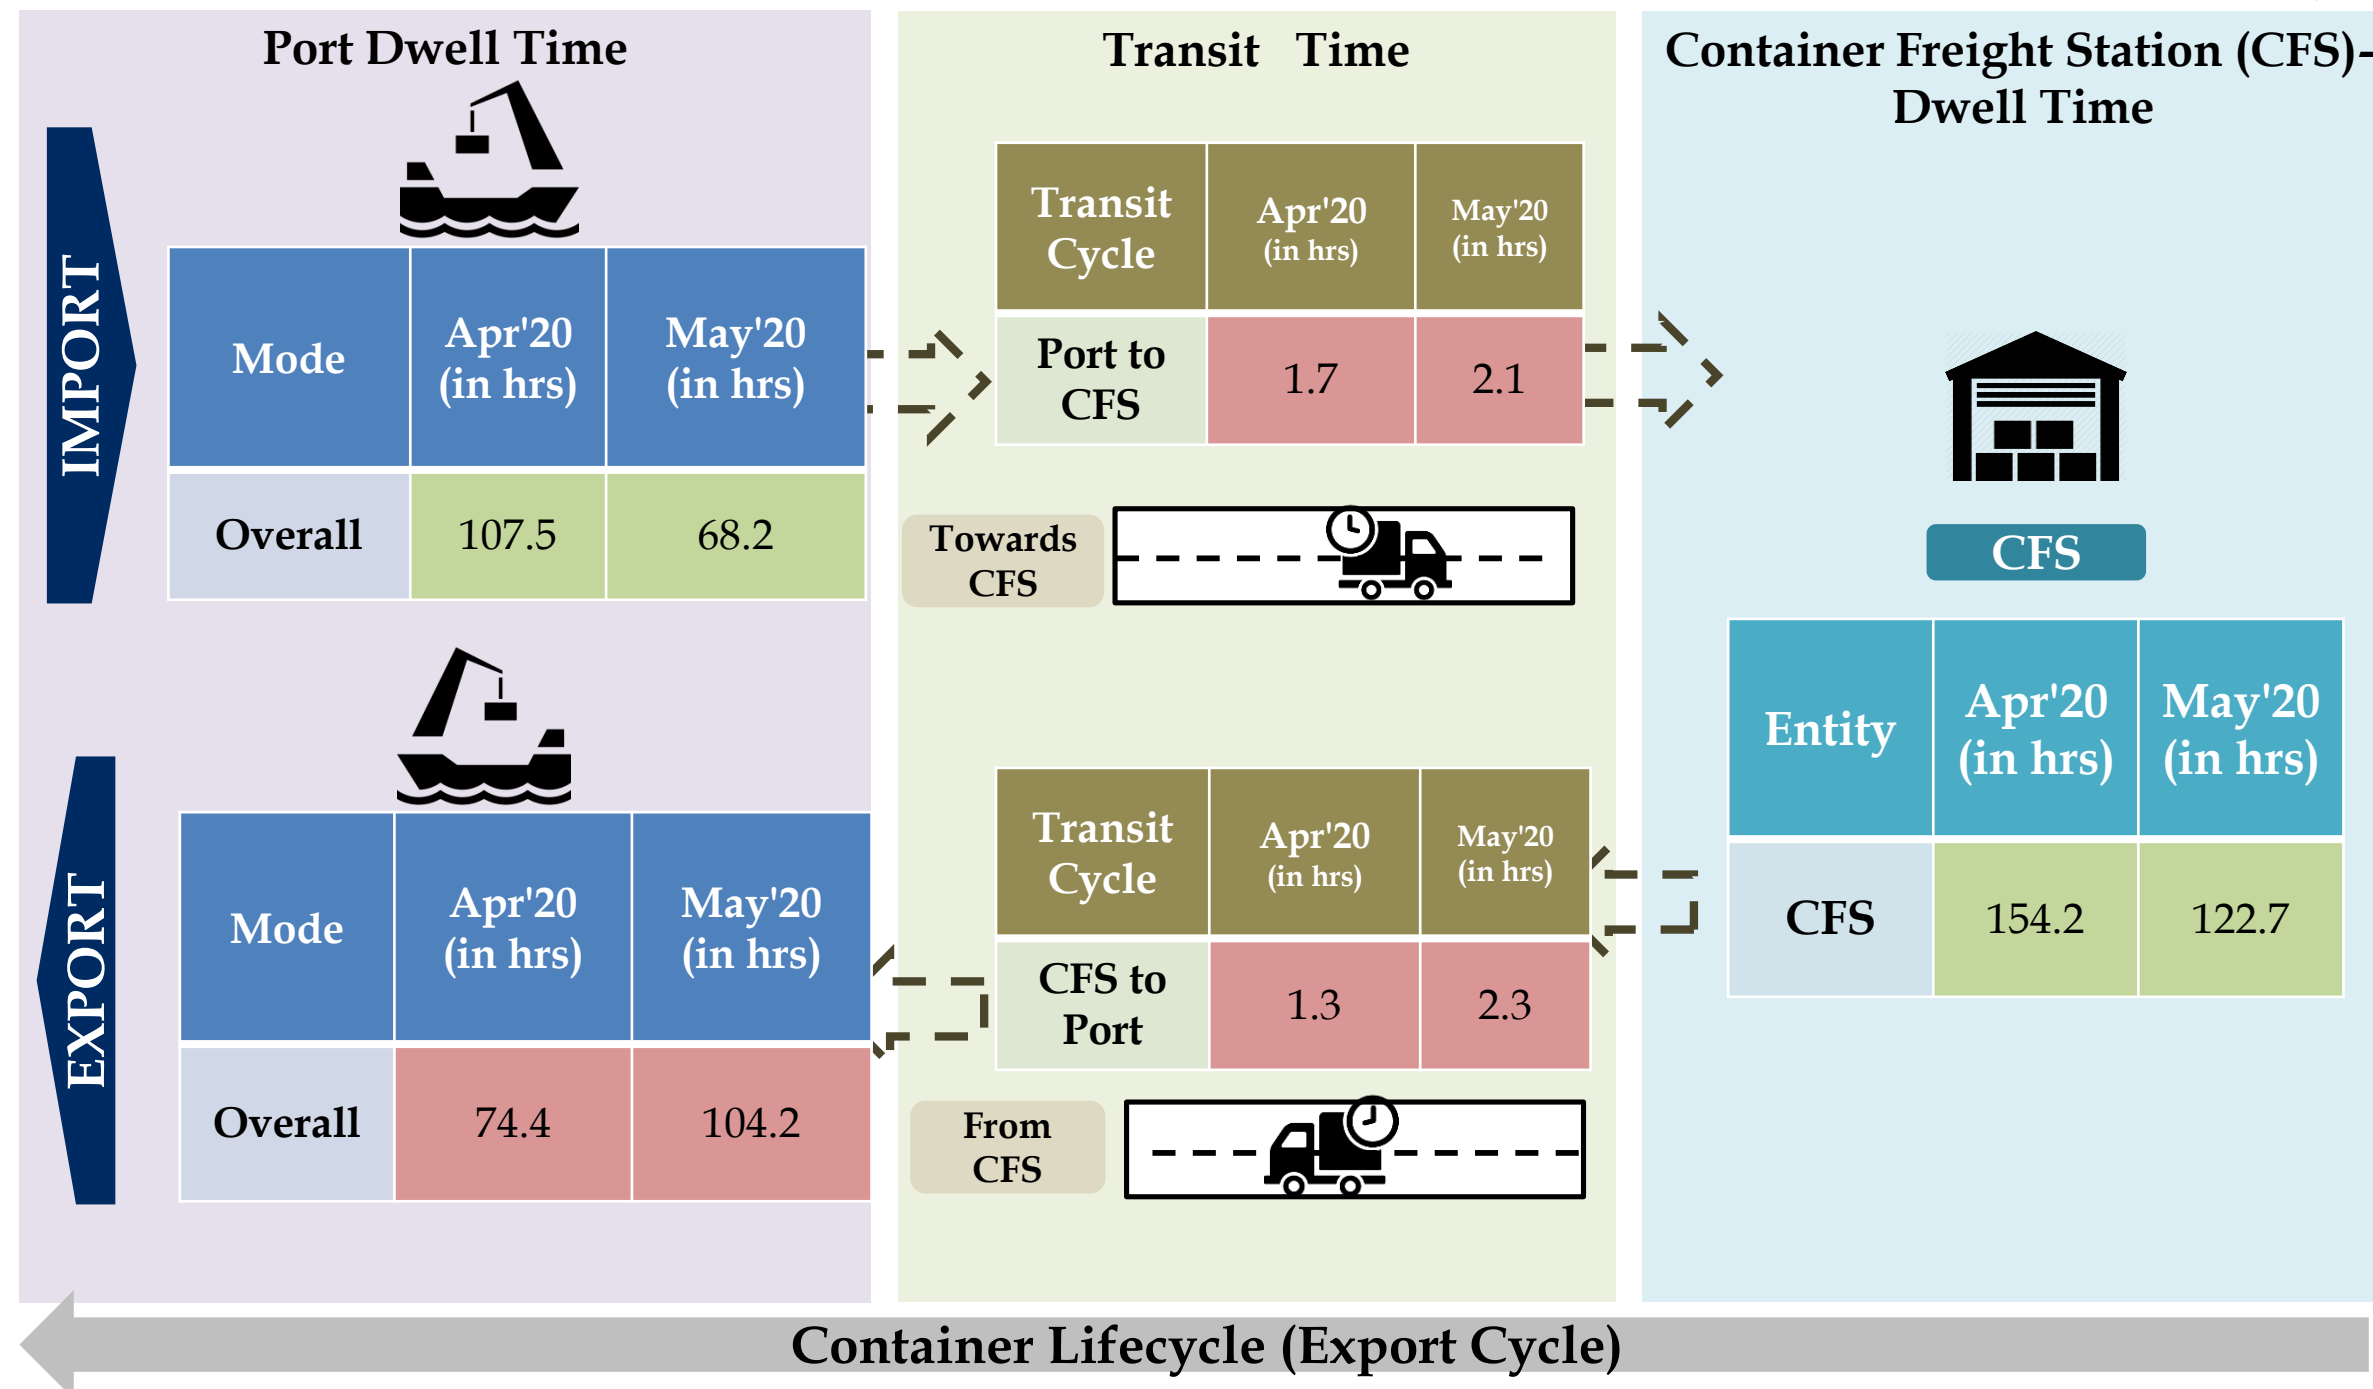 Port Dwell Time
IMPORT
Mode
Apr'20
(in hrs)
May'20
(in hrs)
Overall
107.5
68.2
EXPORT
Mode
Apr'20
(in hrs)
May'20
(in hrs)
Overall
74.4
104.2
Transit Time
Transit
Cycle
Apr'20
(in hrs)
May'20
(in hrs)
Port to
CFS
1.7
2.1
Towards
CFS
Transit
Cycle
Apr'20
(in hrs)
May'20
(in hrs)
CFS to
Port
1.3
2.3
From
CFS
Container Freight Station (CFS)-
Dwell Time
CFS
Entity
Apr'20
(in hrs)
May'20
(in hrs)
CFS
154.2
122.7
Container Lifecycle (Export Cycle)